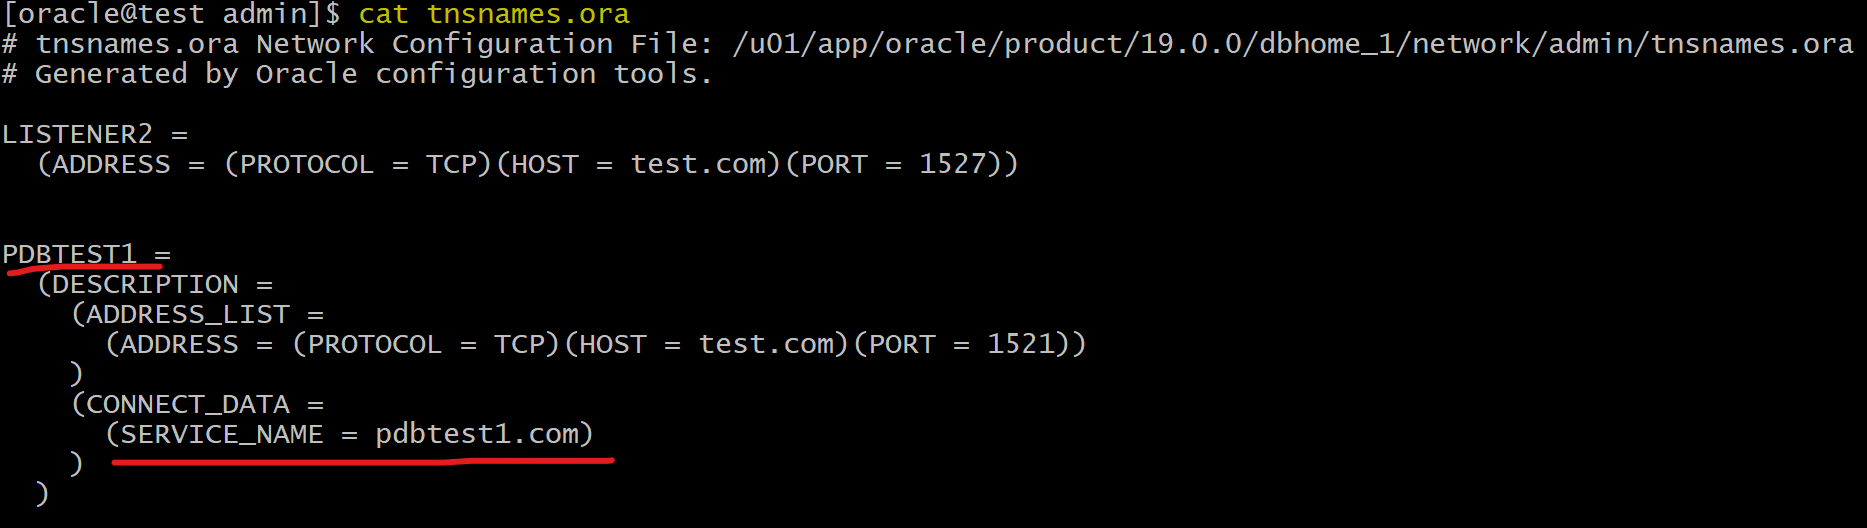 [oracle@test admin]$ cat tnsnames.ora
# tnsnames.ora Network Configuration File: /u01/app/oracle/product/19.0.0/dbhome_1/network/admin/tnsnames.ora
# Generated by Oracle configuration tools.
LISTENER2 =
(ADDRESS = (PROTOCOL = TCP)(HOST = test.com)(PORT = 1527))
PDBTEST1 =
(DESCRIPTION =
(ADDRESS_LIST =
(ADDRESS = (PROTOCOL = TCP)(HOST = test.com)(PORT = 1521))
)
(CONNECT_DATA =
(SERVICE_NAME = pdbtest1.com)
)
)